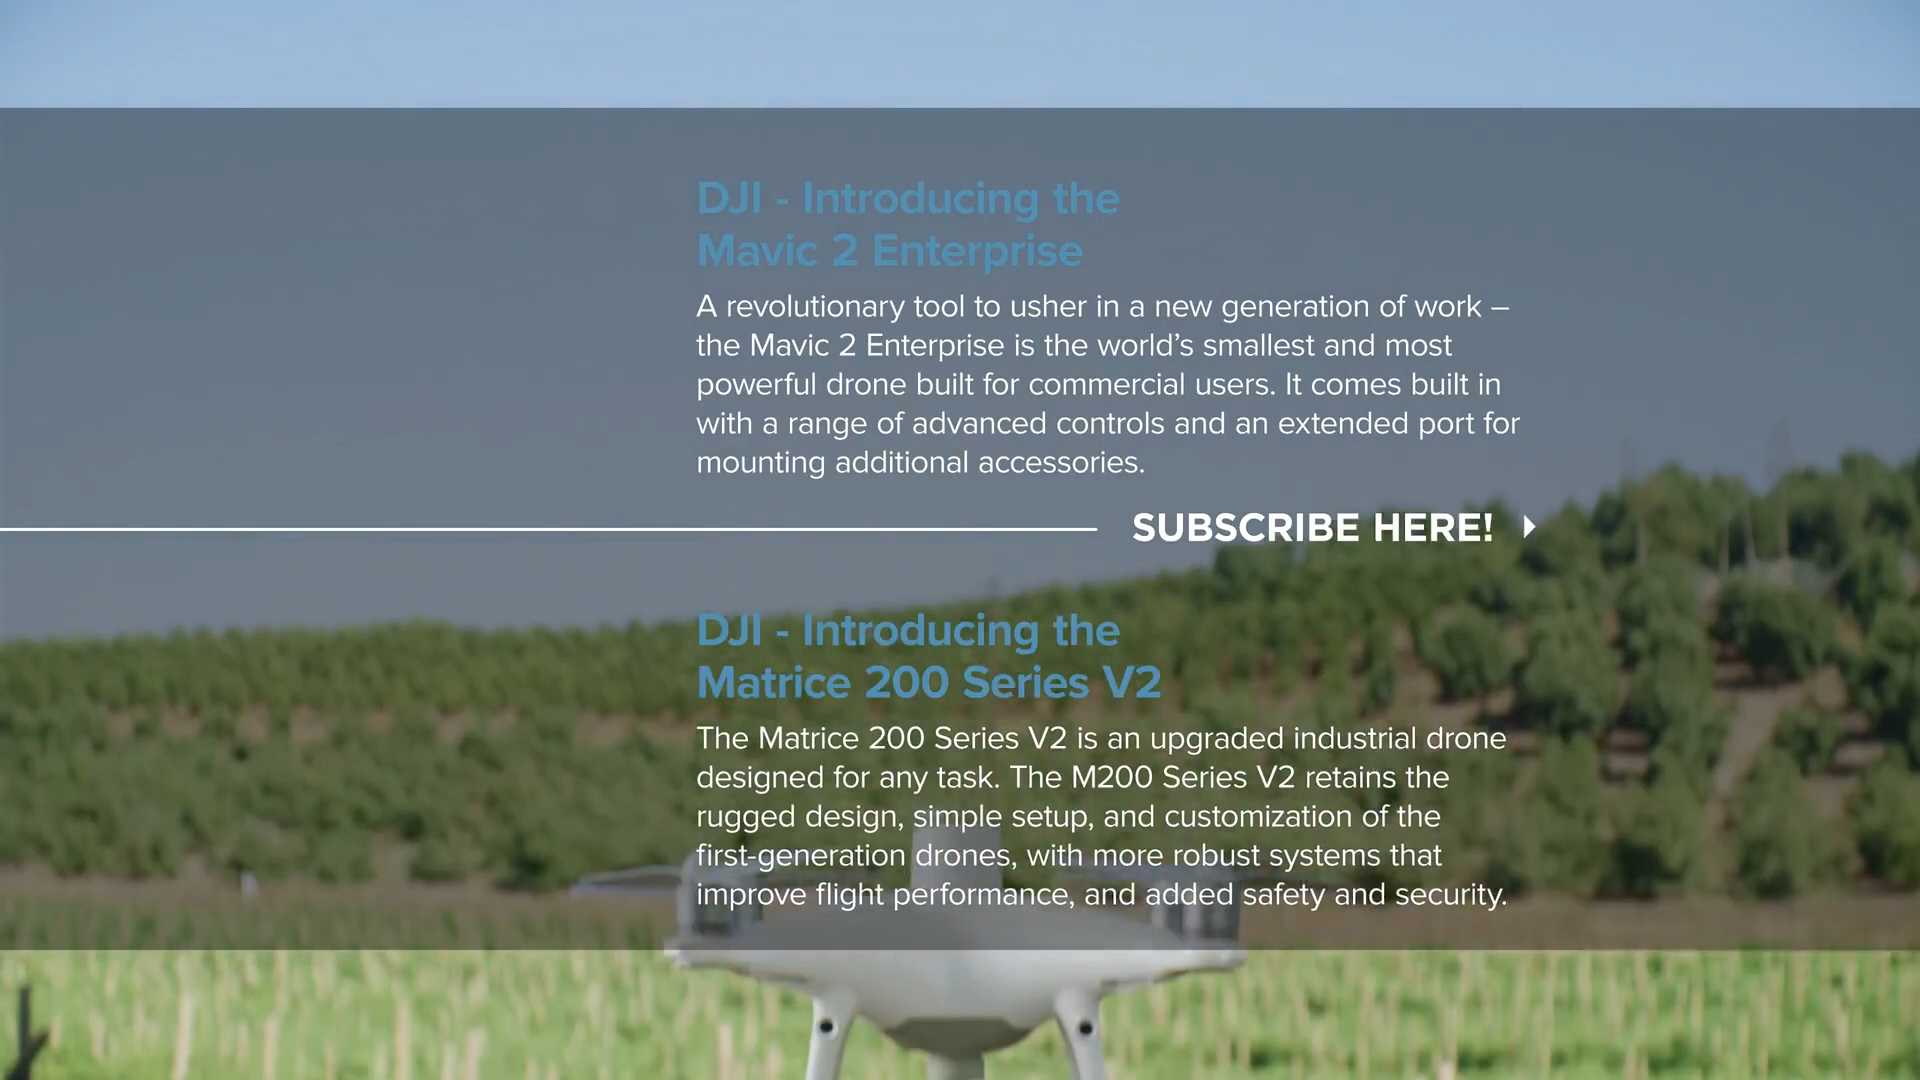 DJI - Introducing the
Mavic 2 Enterprise
A revolutionary tool to usher in a new generation of work –
the Mavic 2 Enterprise is the world’s smallest and most
powerful drone built for commercial users. It comes built in
with a range of advanced controls and an extended port for
mounting additional accessories.
SUBSCRIBE HERE!
DJI - Introducing the
Matrice 200 Series V2
The Matrice 200 Series V2 is an upgraded industrial drone
designed for any task. The M200 Series V2 retains the
rugged design, simple setup, and customization of the
first-generation drones, with more robust systems that
improve flight performance, and added safety and security.